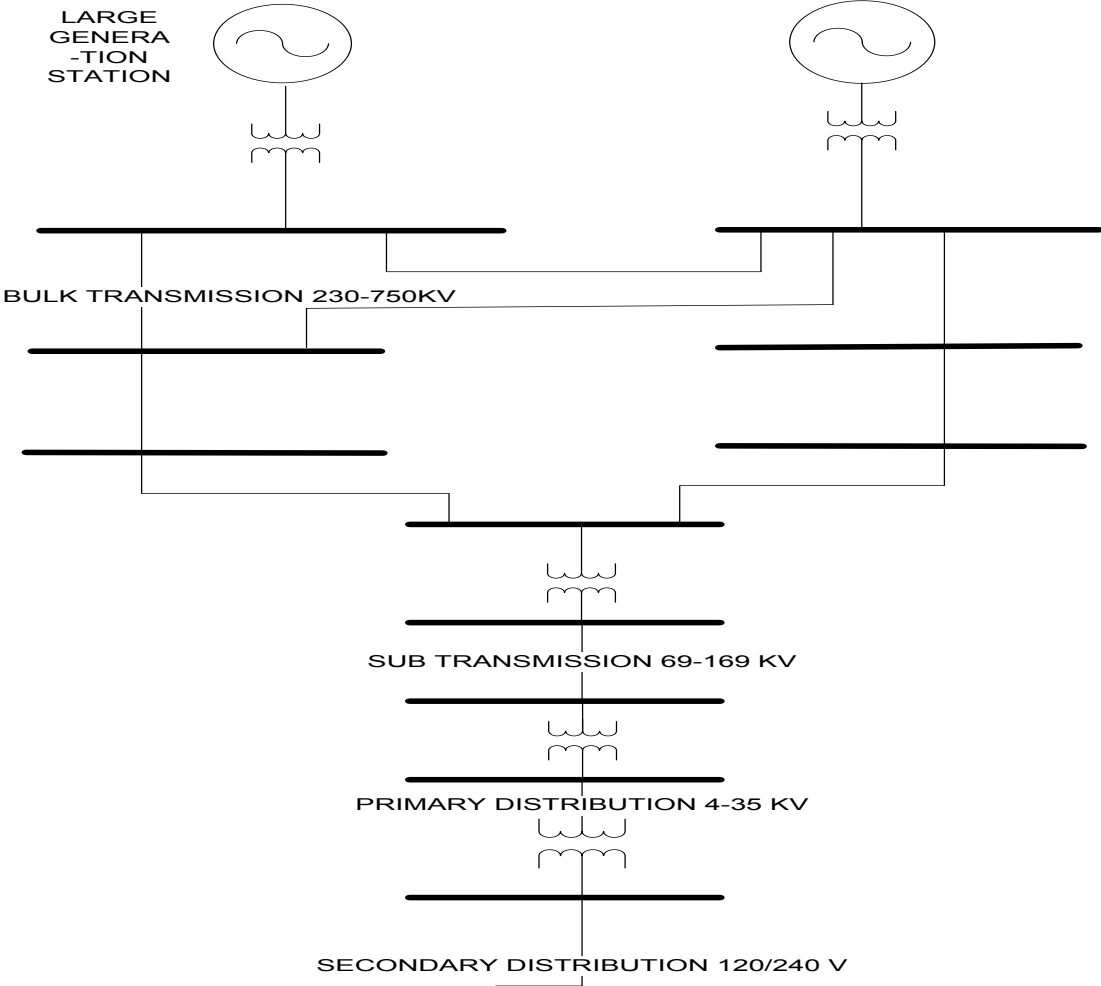 LARGE
GENERA
-TION
STATION
BULK TRANSMISSION 230-750KV
SUB TRANSMISSION 69-169 KV
PRIMARY DISTRIBUTION 4-35 KV
SECONDARY DISTRIBUTION 120/240 V